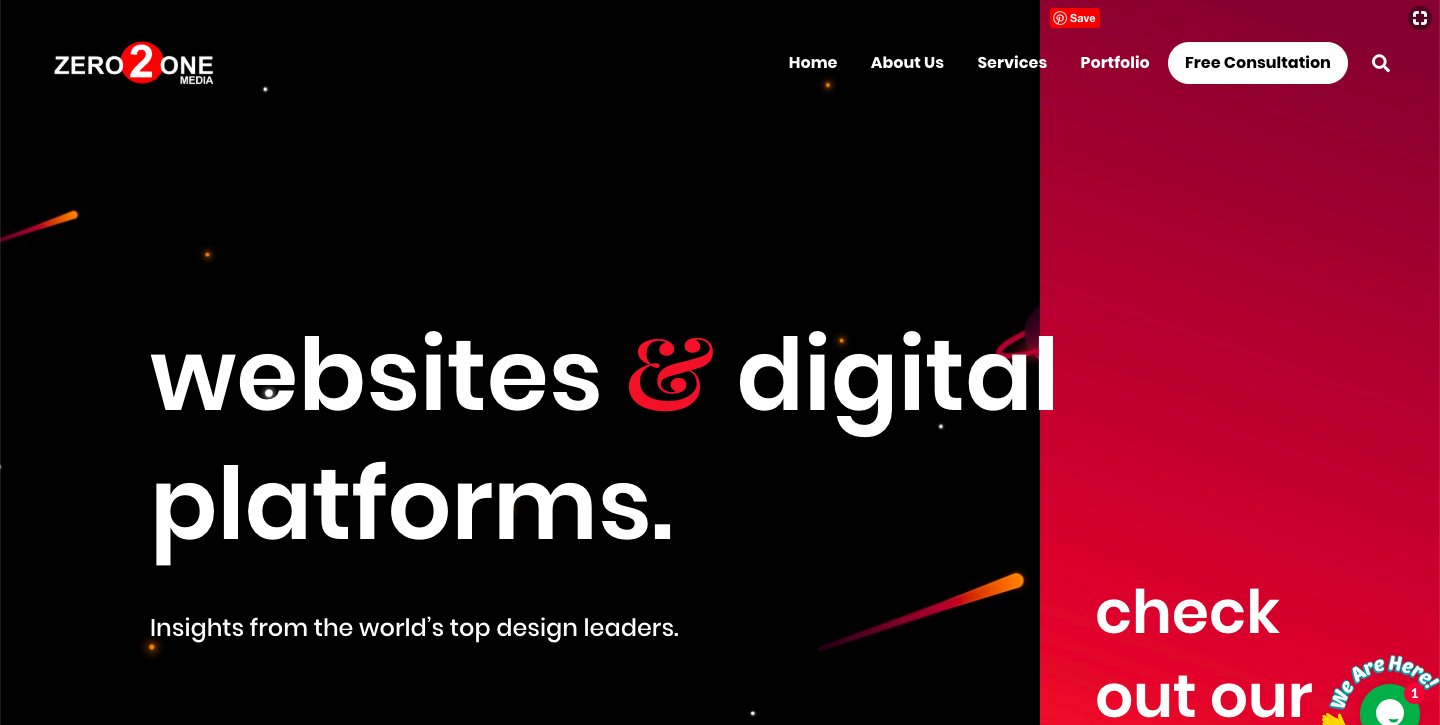 Save
ZERO 2 ONE
MEDIA
Home About Us Services Portfolio Free Consultation
websites & digital
platforms.
Insights from the world’s top design leaders.
check
out our
We Are Here!
1